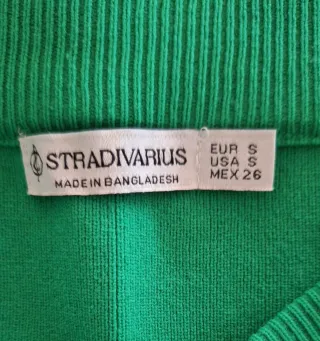 STRADIVARIUS
MADE IN BANGLADESH
EUR S
USA S
MEX 26